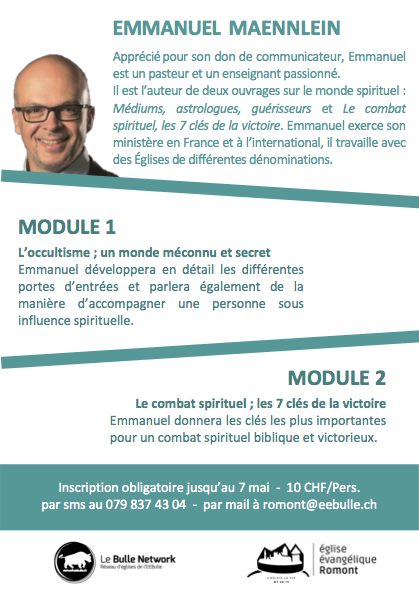 EMMANUEL MAENNLEIN
Apprécié pour son don de communicateur, Emmanuel
est un pasteur et un enseignant passionné.
Il est l'auteur de deux ouvrages sur le monde spirituel :
Médiums, astrologues, guérisseurs et Le combat
spirituel, les 7 clés de la victoire. Emmanuel exerce son
ministère en France et à l'international, il travaille avec
des Églises de différentes dénominations.
MODULE 1
L'occultisme ; un monde méconnu et secret
Emmanuel développera en détail les différentes
portes d'entrées et parlera également de la
manière d'accompagner une personne sous
influence spirituelle.
MODULE 2
Le combat spirituel ; les 7 clés de la victoire
Emmanuel donnera les clés les plus importantes
pour un combat spirituel biblique et victorieux.
Inscription obligatoire jusqu'au 7 mai - 10 CHF/Pers.
par sms au 079 837 43 04 - par mail à romont@eebulle.ch
Le Bulle Network
Réseau d'églises de l'EEBulle
église
évangélique
Romont